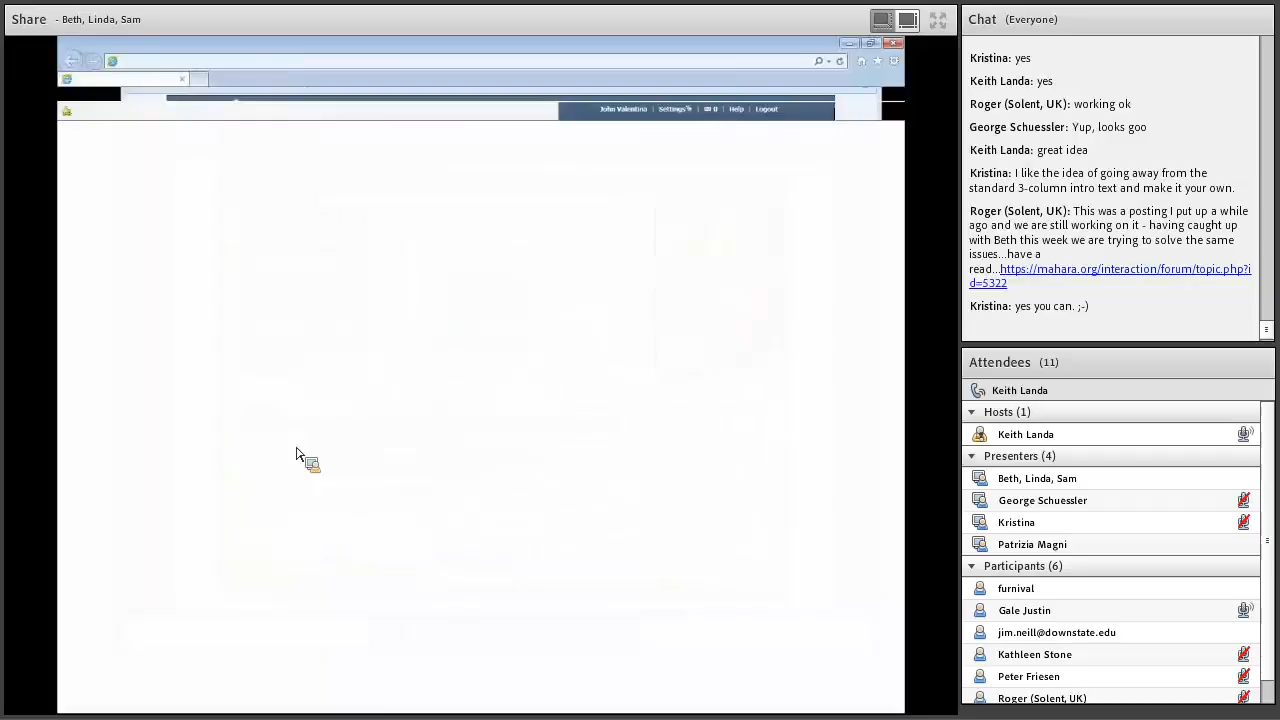 Share - Beth, Linda, Sam
John Valentina | Settings | 0 | Help | Logout
Chat (Everyone)
Kristina: yes
Keith Landa: yes
Roger (Solent, UK): working ok
George Schuessler: Yup, looks goo
Keith Landa: great idea
Kristina: I like the idea of going away from the
standard 3-column intro text and make it your own.
Roger (Solent, UK): This was a posting I put up a while
ago and we are still working on it - having caught up
with Beth this week we are trying to solve the same
issues...have a
read...https://mahara.org/interaction/forum/topic.php?i
d=5322
Kristina: yes you can. ;-)
Attendees (11)
Keith Landa
Hosts (1)
Keith Landa
Presenters (4)
Beth, Linda, Sam
George Schuessler
Kristina
Patrizia Magni
Participants (6)
furnival
Gale Justin
jim.neill@downstate.edu
Kathleen Stone
Peter Friesen
Roger (Solent, UK)